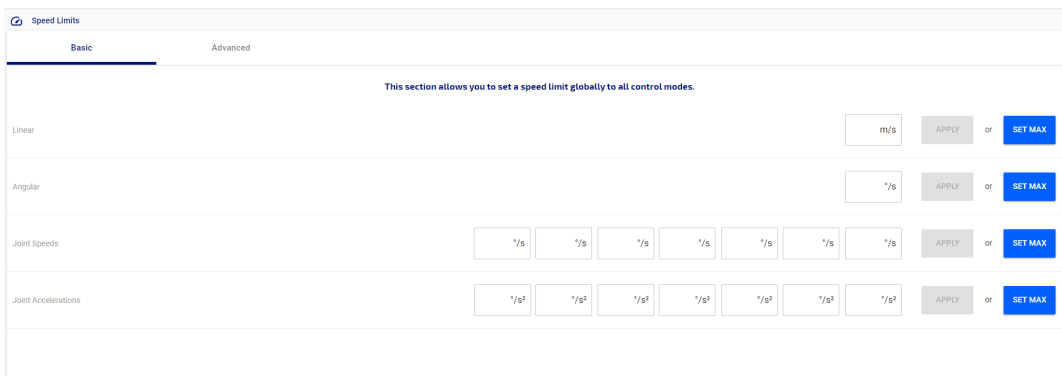 Speed Limits
Basic Advanced
This section allows you to set a speed limit globally to all control modes.
Linear m/s APPLY or SET MAX
Angular °/s APPLY or SET MAX
Joint Speeds °/s °/s °/s °/s °/s °/s °/s APPLY or SET MAX
Joint Accelerations °/s² °/s² °/s² °/s² °/s² °/s² °/s² APPLY or SET MAX